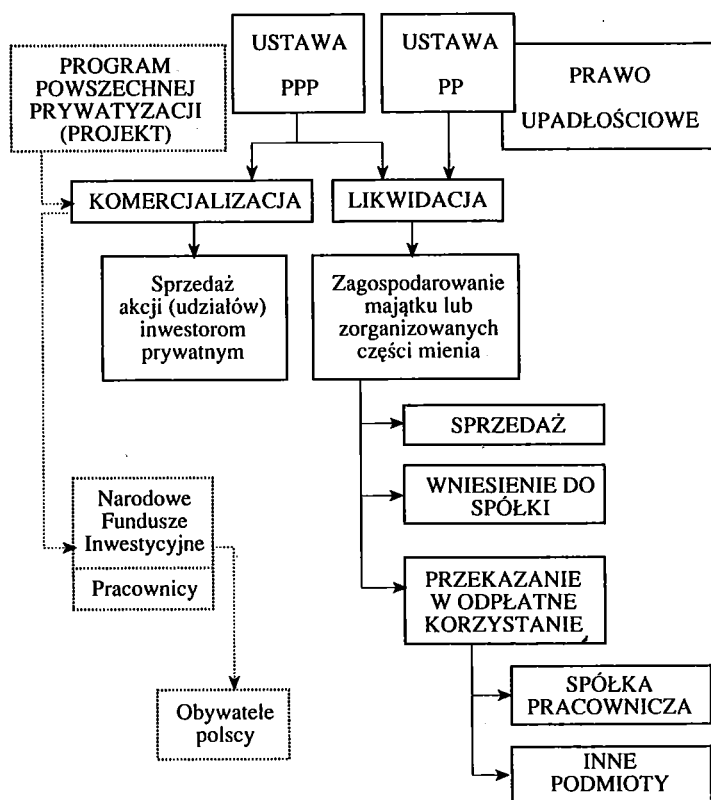 PROGRAM
POWSZECHNEJ
PRYWATYZACJI
(PROJEKT)
USTAWA
PPP
USTAWA
PP
PRAWO
UPADŁOŚCIOWE
KOMERCJALIZACJA
LIKWIDACJA
Sprzedaż
akcji (udziałów)
inwestorom
prywatnym
Zagospodarowanie
majątku lub
zorganizowanych
części mienia
SPRZEDAŻ
WNIESIENIE DO
SPÓŁKI
Narodowe
Fundusze
Inwestycyjne
Pracownicy
PRZEKAZANIE
W ODPŁATNE
KORZYSTANIE
Obywatele
polscy
SPÓŁKA
PRACOWNICZA
INNE
PODMIOTY